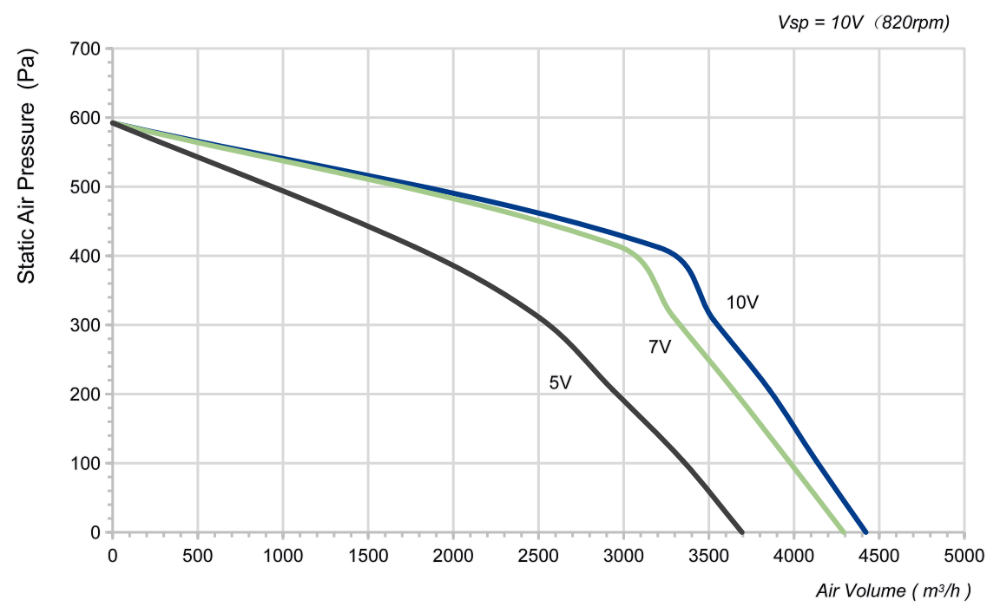 Vsp = 10V（820rpm)
Static Air Pressure (Pa)
700
600
500
400
300
200
100
0
10V
7V
5V
0 500 1000 1500 2000 2500 3000 3500 4000 4500 5000
Air Volume ( m³/h )